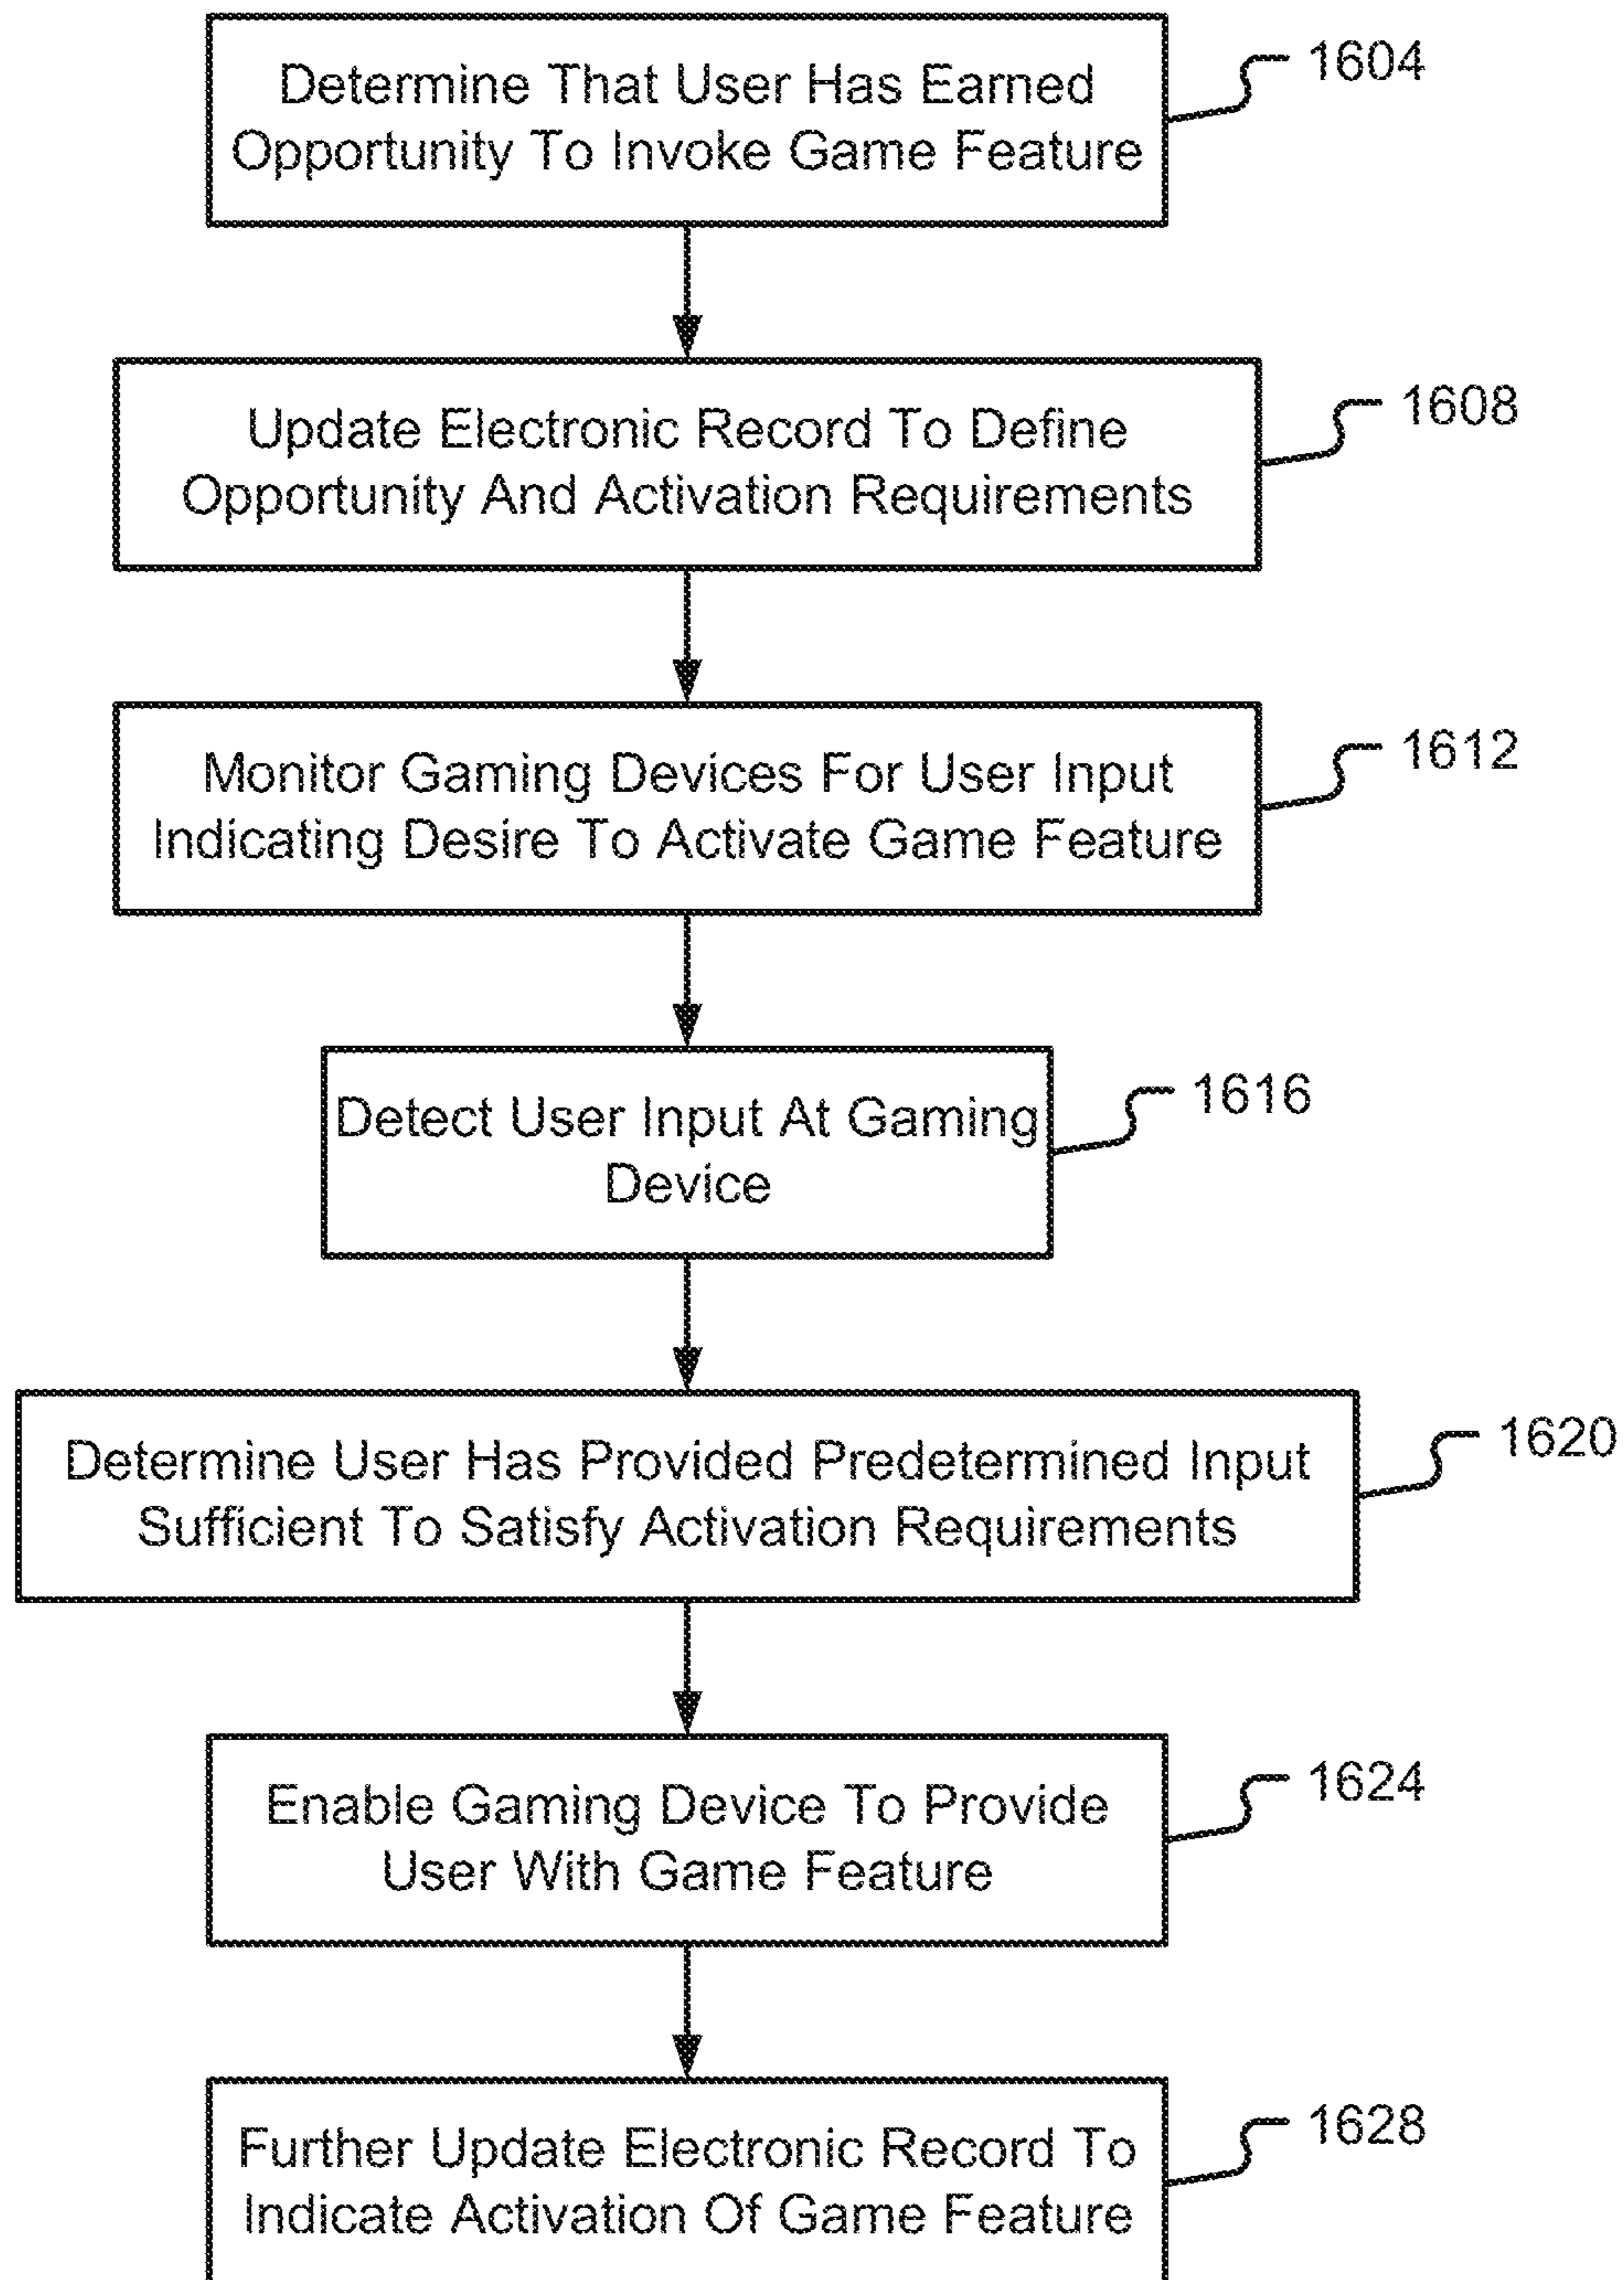 Determine That User Has Earned
Opportunity To Invoke Game Feature
1604
Update Electronic Record To Define
Opportunity And Activation Requirements
1608
Monitor Gaming Devices For User Input
Indicating Desire To Activate Game Feature
1612
Detect User Input At Gaming
Device
1616
Determine User Has Provided Predetermined Input
Sufficient To Satisfy Activation Requirements
1620
Enable Gaming Device To Provide
User With Game Feature
1624
Further Update Electronic Record To
Indicate Activation Of Game Feature
1628